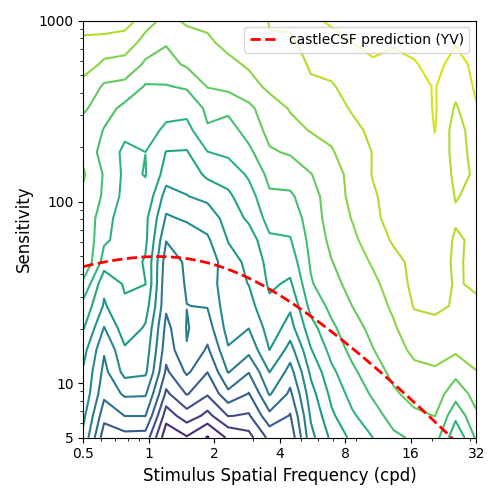 1000
castleCSF prediction (YV)
100
10
5
Sensitivity
0.5 1 2 4 8 16 32
Stimulus Spatial Frequency (cpd)